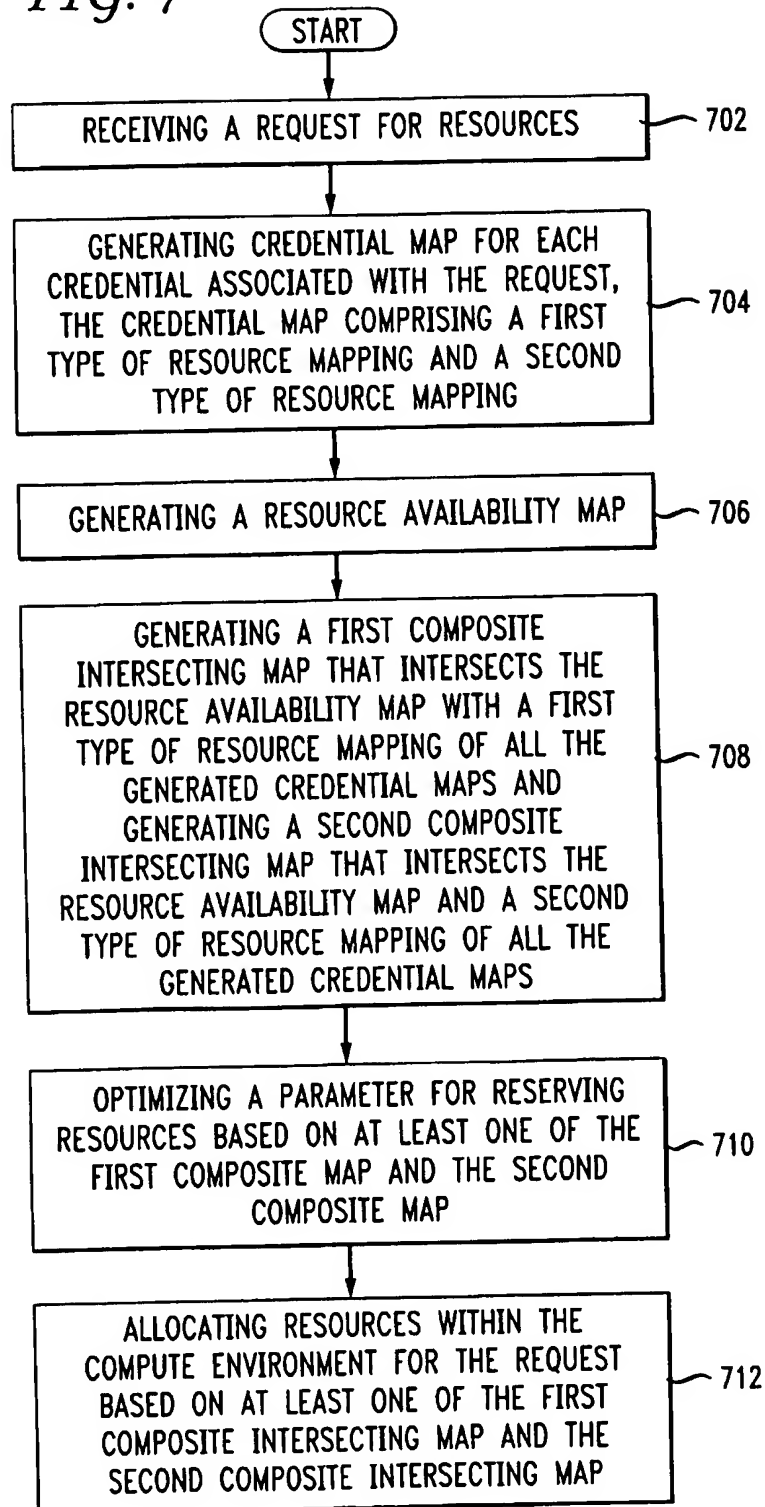 Fig. 7
START
RECEIVING A REQUEST FOR RESOURCES
702
GENERATING CREDENTIAL MAP FOR EACH
CREDENTIAL ASSOCIATED WITH THE REQUEST,
THE CREDENTIAL MAP COMPRISING A FIRST
TYPE OF RESOURCE MAPPING AND A SECOND
TYPE OF RESOURCE MAPPING
704
GENERATING A RESOURCE AVAILABILITY MAP
706
GENERATING A FIRST COMPOSITE
INTERSECTING MAP THAT INTERSECTS THE
RESOURCE AVAILABILITY MAP WITH A FIRST
TYPE OF RESOURCE MAPPING OF ALL THE
GENERATED CREDENTIAL MAPS AND
GENERATING A SECOND COMPOSITE
INTERSECTING MAP THAT INTERSECTS THE
RESOURCE AVAILABILITY MAP AND A SECOND
TYPE OF RESOURCE MAPPING OF ALL THE
GENERATED CREDENTIAL MAPS
708
OPTIMIZING A PARAMETER FOR RESERVING
RESOURCES BASED ON AT LEAST ONE OF THE
FIRST COMPOSITE MAP AND THE SECOND
COMPOSITE MAP
710
ALLOCATING RESOURCES WITHIN THE
COMPUTE ENVIRONMENT FOR THE REQUEST
BASED ON AT LEAST ONE OF THE FIRST
COMPOSITE INTERSECTING MAP AND THE
SECOND COMPOSITE INTERSECTING MAP
712